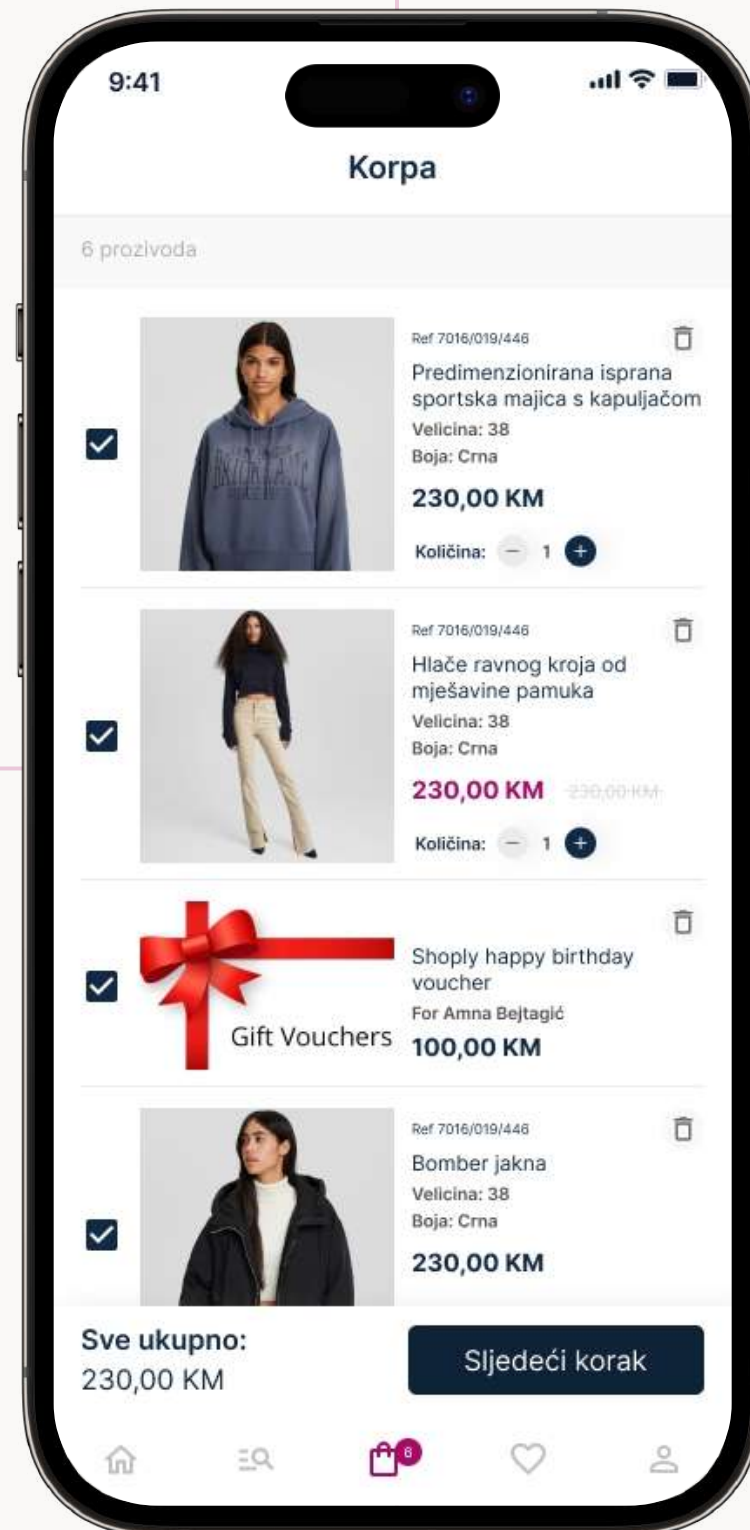 9:41
Korpa
6 prozivoda
Ref 7016/019/446
Predimenzionirana isprana
sportska majica s kapuljačom
Velicina: 38
Boja: Crna
230,00 KM
Količina: − 1 +
Ref 7016/019/446
Hlače ravnog kroja od
mješavine pamuka
Velicina: 38
Boja: Crna
230,00 KM 230,00 KM
Količina: − 1 +
Gift Vouchers
Shoply happy birthday
voucher
For Amna Bejtagić
100,00 KM
Ref 7016/019/446
Bomber jakna
Velicina: 38
Boja: Crna
230,00 KM
Sve ukupno:
230,00 KM
Sljedeći korak
6